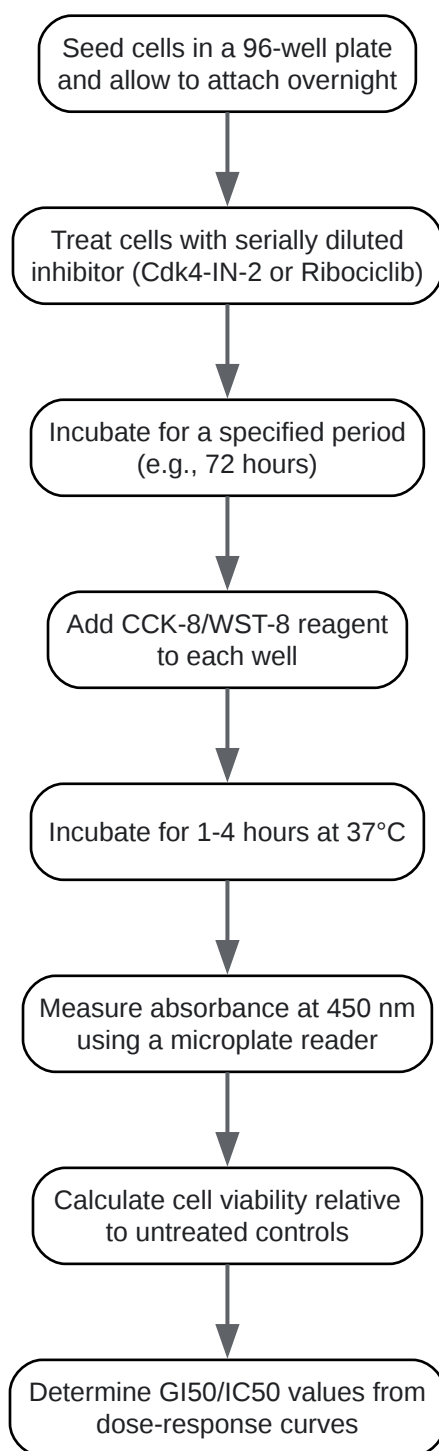 Seed cells in a 96-well plate
and allow to attach overnight
Treat cells with serially diluted
inhibitor (Cdk4-IN-2 or Ribociclib)
Incubate for a specified period
(e.g., 72 hours)
Add CCK-8/WST-8 reagent
to each well
Incubate for 1-4 hours at 37°C
Measure absorbance at 450 nm
using a microplate reader
Calculate cell viability relative
to untreated controls
Determine GI50/IC50 values from
dose-response curves